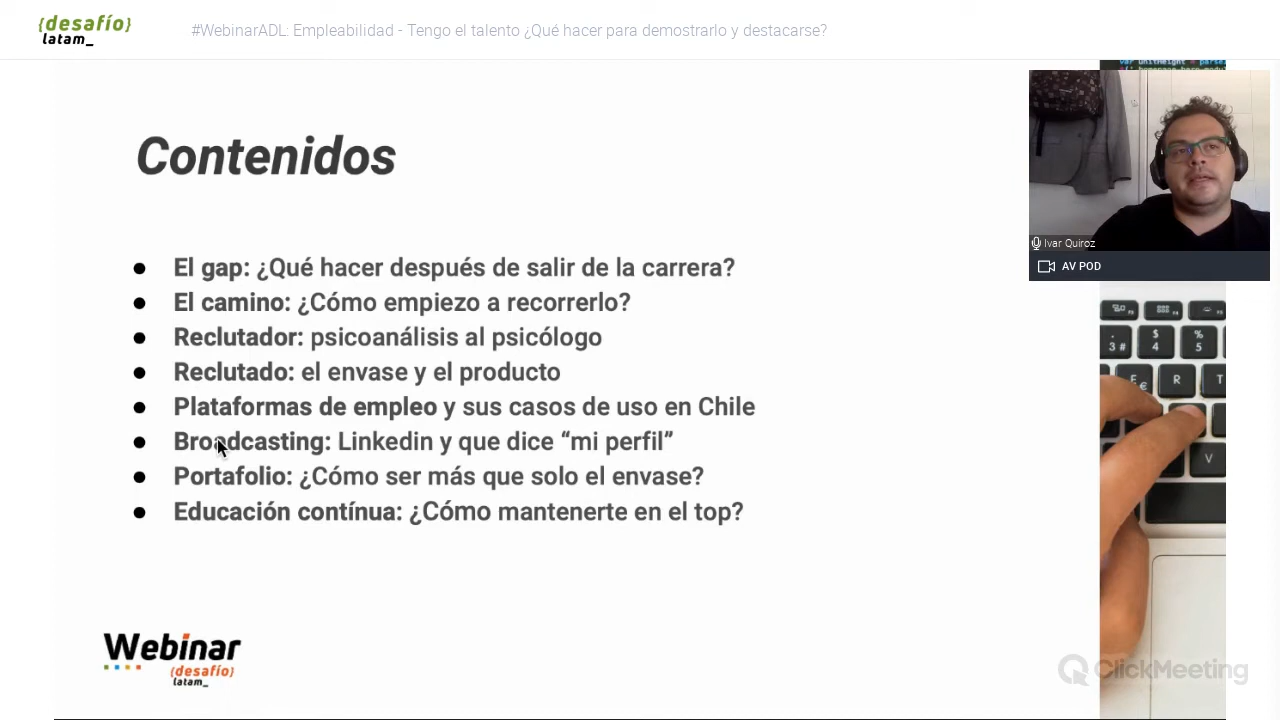 {desafío}
latam_
#WebinarADL: Empleabilidad - Tengo el talento ¿Qué hacer para demostrarlo y destacarse?
Contenidos
● El gap: ¿Qué hacer después de salir de la carrera?
● El camino: ¿Cómo empiezo a recorrerlo?
● Reclutador: psicoanálisis al psicólogo
● Reclutado: el envase y el producto
● Plataformas de empleo y sus casos de uso en Chile
● Broadcasting: Linkedin y que dice “mi perfil”
● Portafolio: ¿Cómo ser más que solo el envase?
● Educación contínua: ¿Cómo mantenerte en el top?
Ivar Quiroz
AV POD
3 #
$
4
%
5
E
€
R
T
V
Webinar
{desafío}
latam_
ClickMeeting